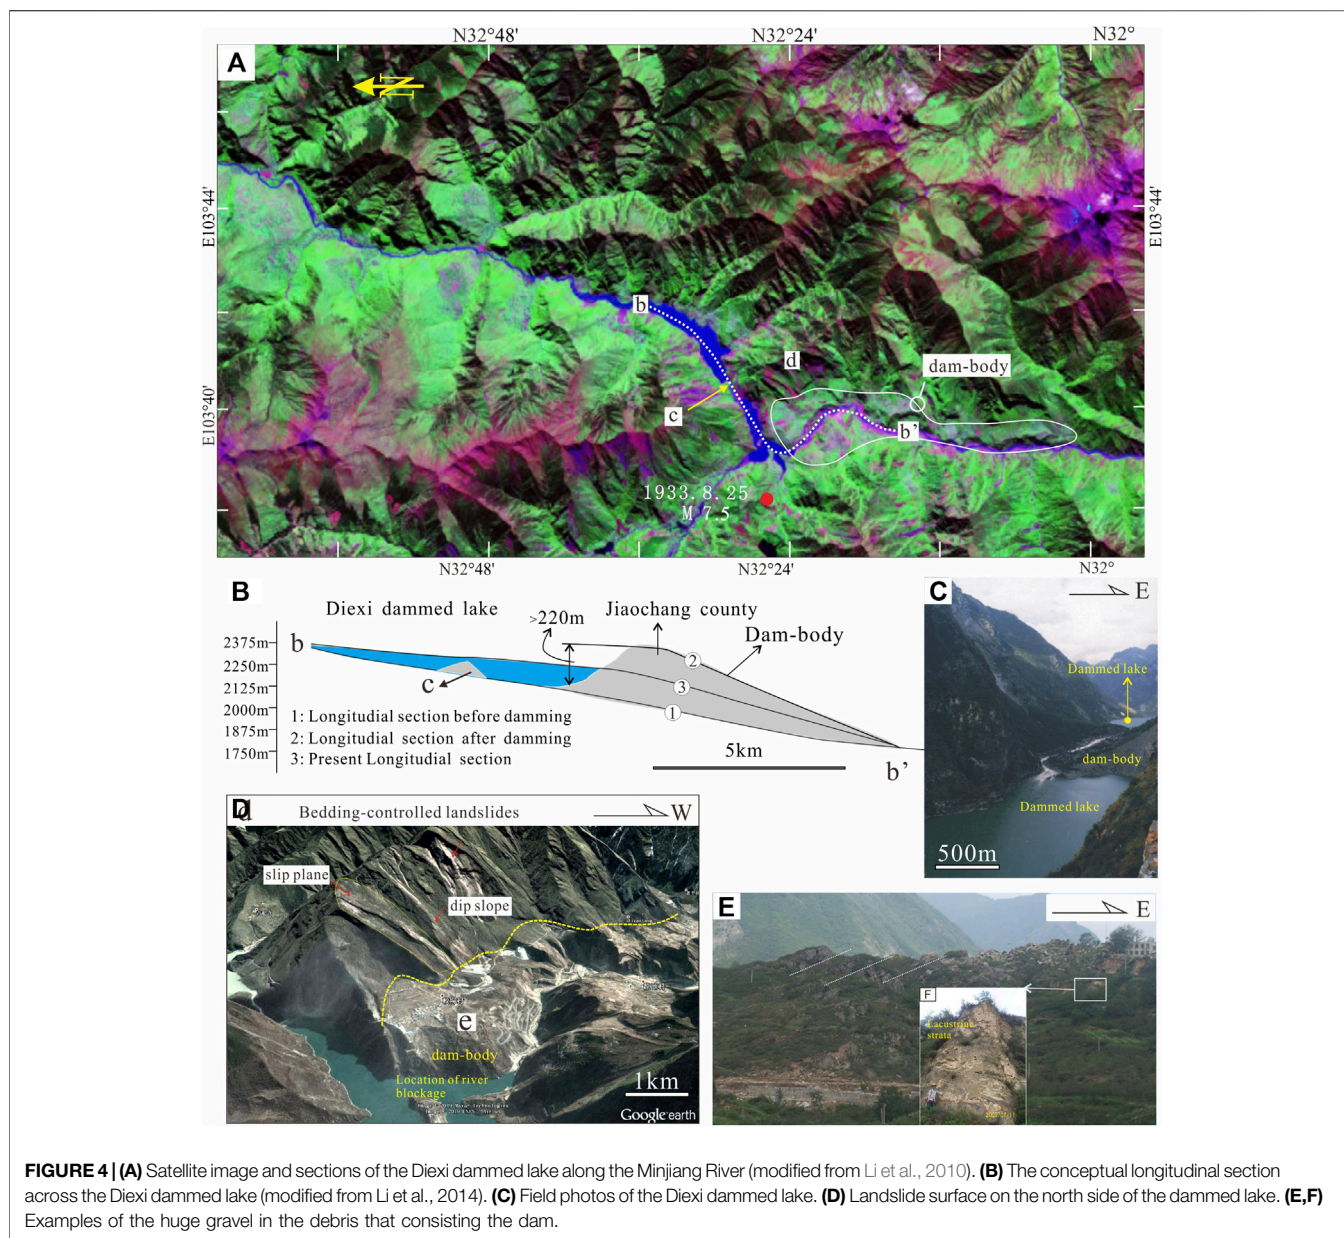 N32°48' N32°24' N32°
A
E103°44'
E103°44'
b
d
dam-body
E103°40'
c
b’
1933.8.25
M 7.5
N32°48' N32°24' N32°
B
Diexi dammed lake
>220m
Jiaochang county
Dam-body
2375m
2250m
2125m
2000m
1875m
1750m
b
c
2
3
1
1: Longitudial section before damming
2: Longitudial section after damming
3: Present Longitudial section
5km
b’
C
E
Dammed lake
dam-body
Dammed lake
500m
D
d
Bedding-controlled landslides
W
slip plane
dip slope
e
dam-body
Location of river
blockage
1km
Google earth
E
E
F
Lacustrine
strata
FIGURE 4 | (A) Satellite image and sections of the Diexi dammed lake along the Minjiang River (modified from Li et al., 2010). (B) The conceptual longitudinal section
across the Diexi dammed lake (modified from Li et al., 2014). (C) Field photos of the Diexi dammed lake. (D) Landslide surface on the north side of the dammed lake. (E,F)
Examples of the huge gravel in the debris that consisting the dam.